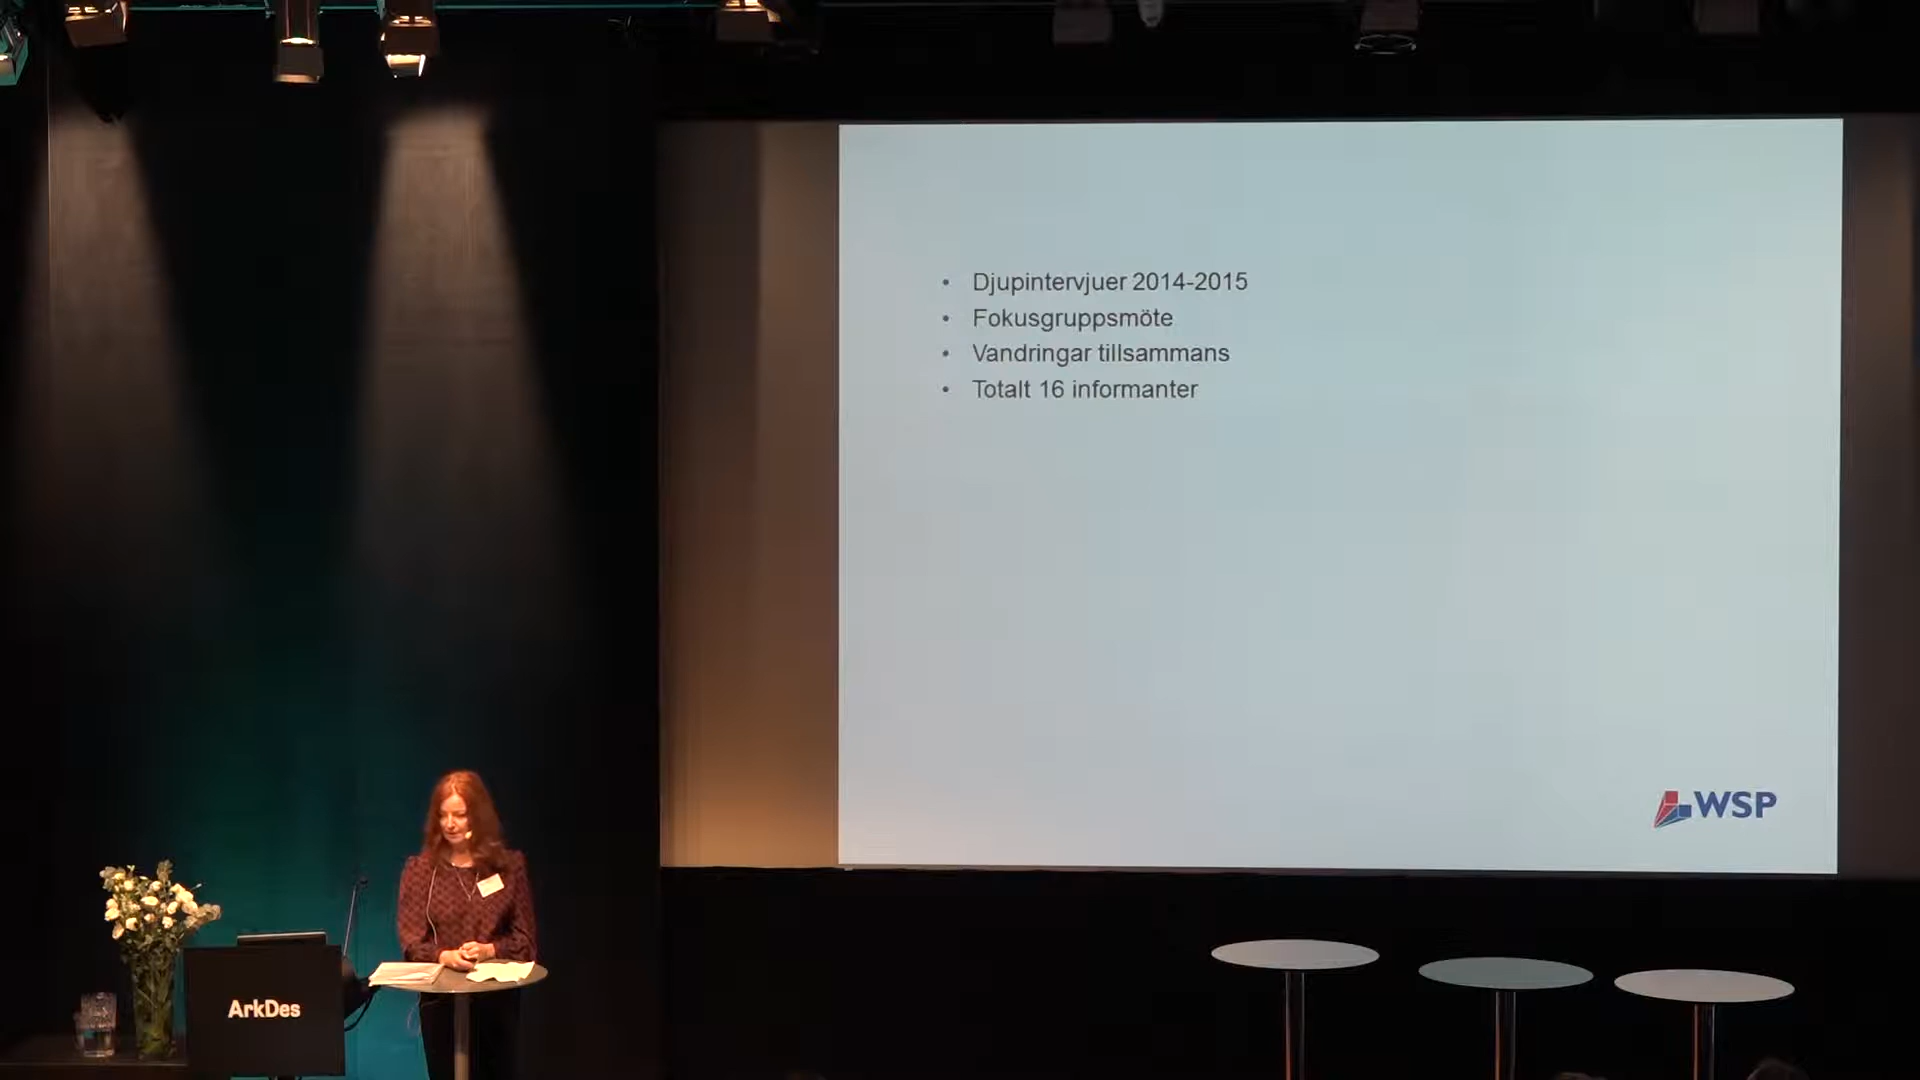 • Djupintervjuer 2014-2015
• Fokusgruppsmöte
• Vandringar tillsammans
• Totalt 16 informanter
WSP
ArkDes